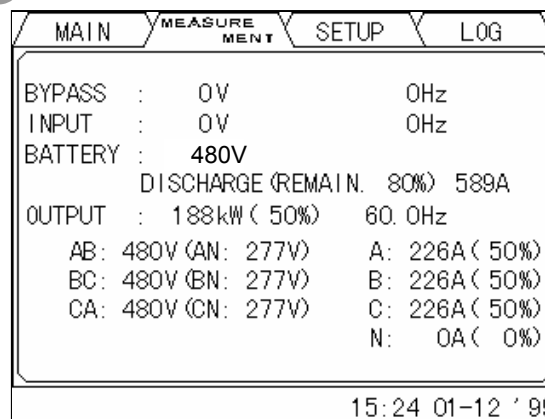 MAIN MEASURE MENT SETUP LOG
BYPASS : 0V 0Hz
INPUT : 0V 0Hz
BATTERY : 480V
DISCHARGE (REMAIN. 80%) 589A
OUTPUT : 188kW ( 50%) 60.0Hz
AB: 480V (AN: 277V) A: 226A ( 50%)
BC: 480V (BN: 277V) B: 226A ( 50%)
CA: 480V (CN: 277V) C: 226A ( 50%)
N: 0A ( 0%)
15:24 01-12 '99